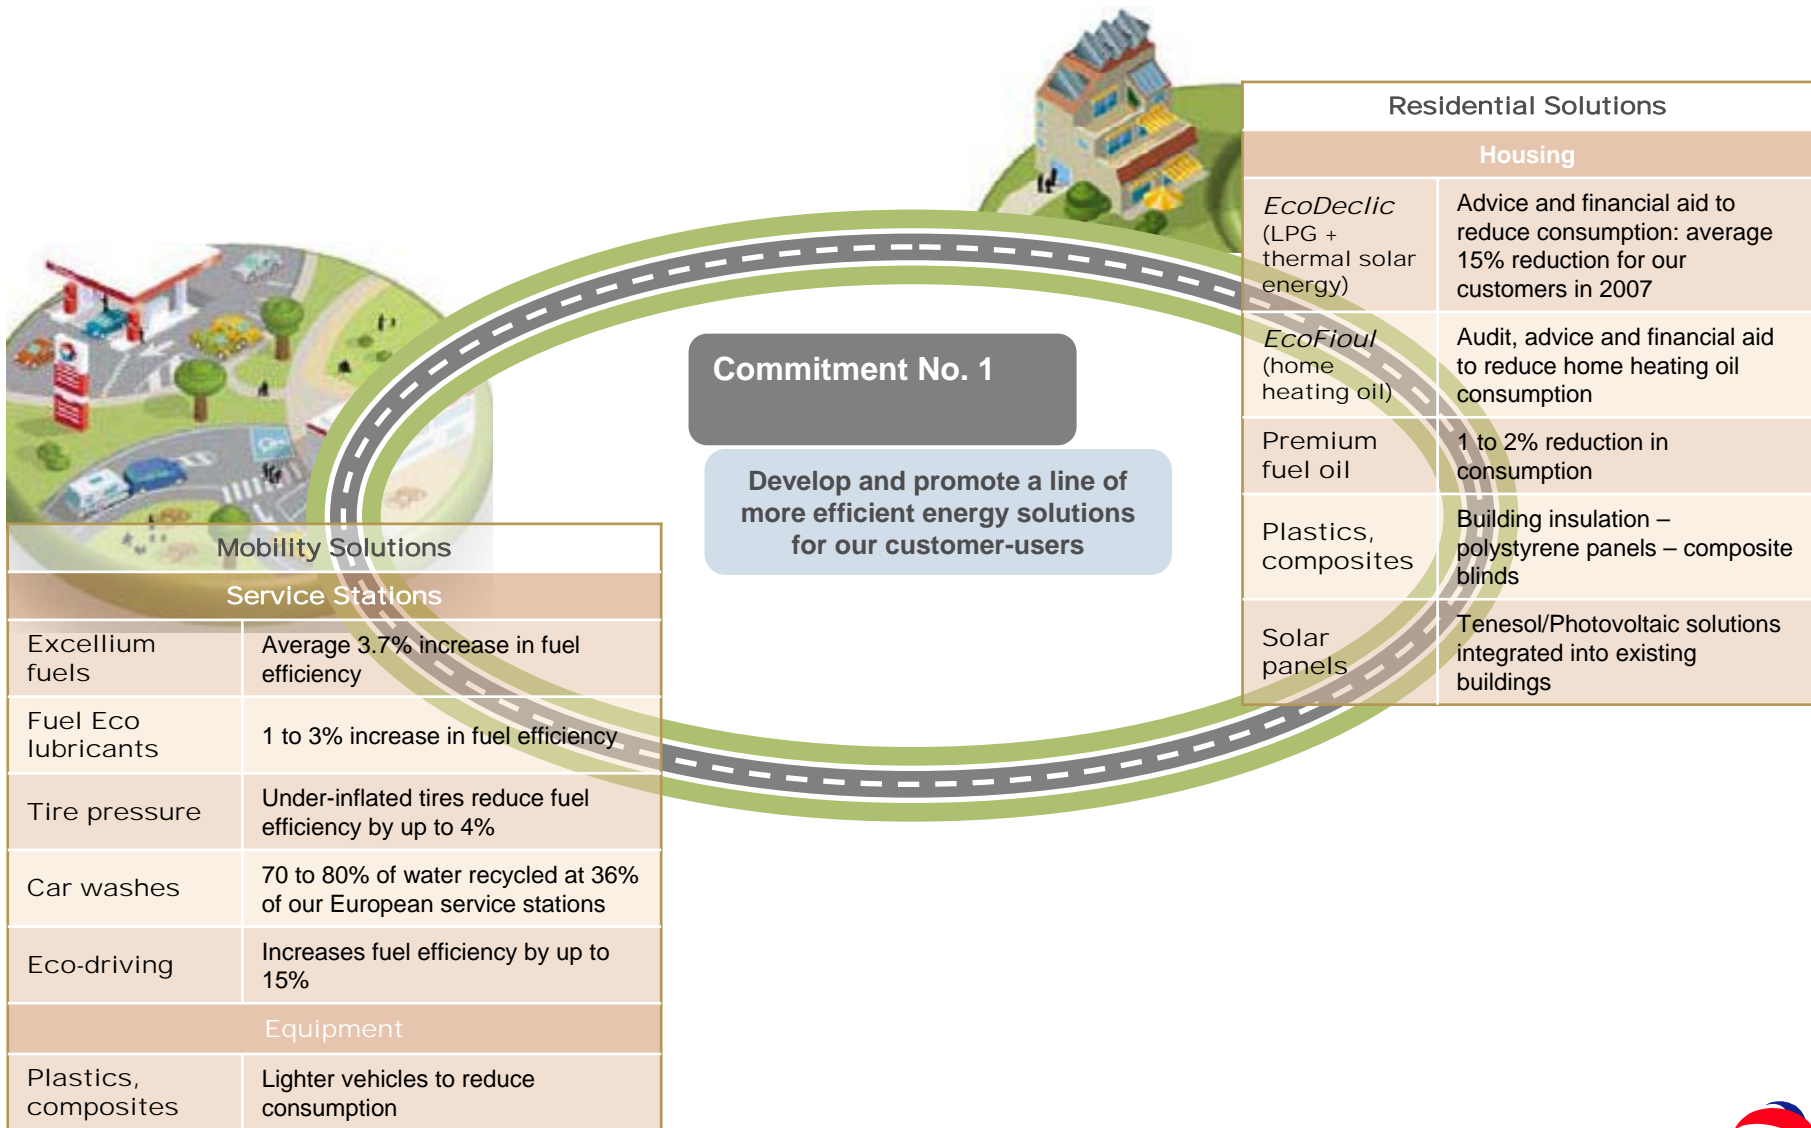 Residential Solutions
Housing
EcoDeclic
(LPG +
thermal solar
energy)
Advice and financial aid to
reduce consumption: average
15% reduction for our
customers in 2007
EcoFioul
(home
heating oil)
Audit, advice and financial aid
to reduce home heating oil
consumption
Premium
fuel oil
1 to 2% reduction in
consumption
Plastics,
composites
Building insulation –
polystyrene panels – composite
blinds
Solar
panels
Tenesol/Photovoltaic solutions
integrated into existing
buildings
Commitment No. 1
Develop and promote a line of
more efficient energy solutions
for our customer-users
Mobility Solutions
Service Stations
Excellium
fuels
Average 3.7% increase in fuel
efficiency
Fuel Eco
lubricants
1 to 3% increase in fuel efficiency
Tire pressure
Under-inflated tires reduce fuel
efficiency by up to 4%
Car washes
70 to 80% of water recycled at 36%
of our European service stations
Eco-driving
Increases fuel efficiency by up to
15%
Equipment
Plastics,
composites
Lighter vehicles to reduce
consumption